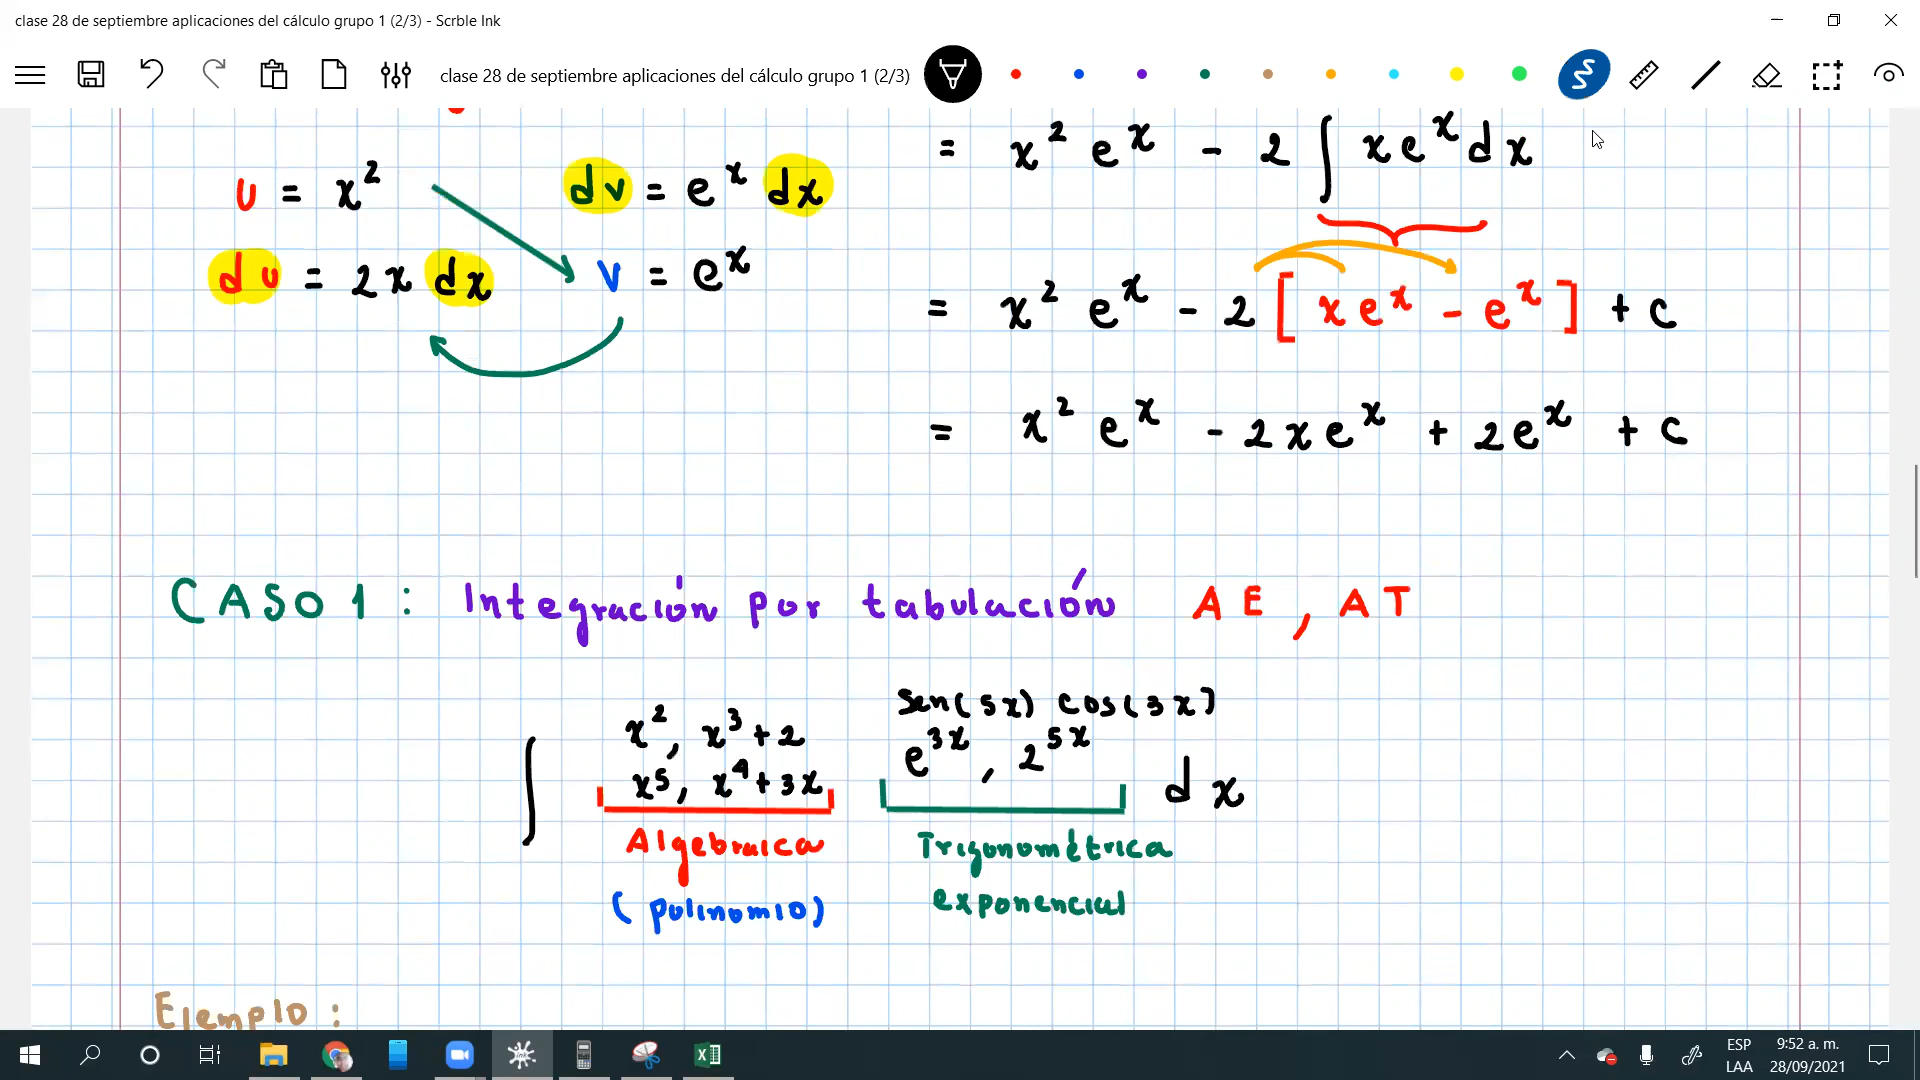 clase 28 de septiembre aplicaciones del cálculo grupo 1 (2/3) - Scrble Ink
clase 28 de septiembre aplicaciones del cálculo grupo 1 (2/3)
= x² eˣ - 2 ∫ x eˣ dx
u = x² dv = eˣ dx
du = 2x dx v = eˣ
= x² eˣ - 2 [ x eˣ - eˣ ] + c
= x² eˣ - 2x eˣ + 2eˣ + c
CASO 1 : Integración por tabulación AE , AT
sen(5x) cos(3x)
x², x³+2 e³ˣ, 2⁵ˣ
∫ x⁵, x⁴+3x dx
Algebraica Trigonométrica
(polinomio) exponencial
Ejemplo :
ESP 9:52 a. m.
LAA 28/09/2021